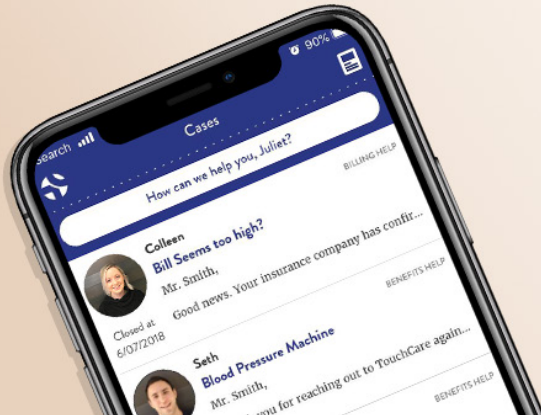 Search 90%
Cases
How can we help you, Juliet?
BILLING HELP
Colleen
Bill Seems too high?
Mr. Smith,
Good news. Your insurance company has confir...
Closed at
6/07/2018
BENEFITS HELP
Seth
Blood Pressure Machine
Mr. Smith,
you for reaching out to TouchCare again...
BENEFITS HELP